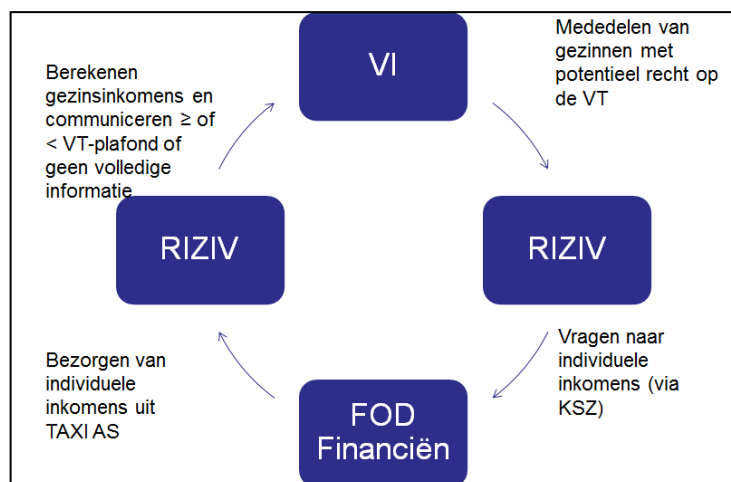 VI
Mededelen van
gezinnen met
potentieel recht op
de VT
RIZIV
Vragen naar
individuele
inkomens (via
KSZ)
FOD
Financiën
Bezorgen van
individuele
inkomens uit
TAXI AS
RIZIV
Berekenen
gezinsinkomens en
communiceren ≥ of
< VT-plafond of
geen volledige
informatie